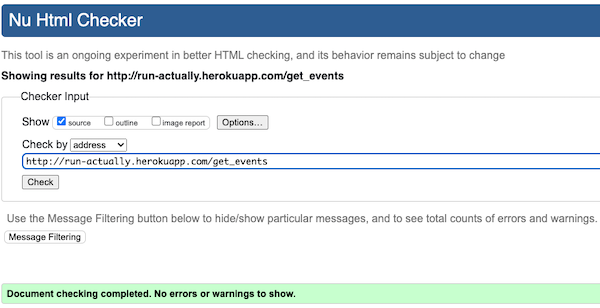 Nu Html Checker
This tool is an ongoing experiment in better HTML checking, and its behavior remains subject to change
Showing results for http://run-actually.herokuapp.com/get_events
Checker Input
Show source outline image report Options...
Check by address
http://run-actually.herokuapp.com/get_events
Check
Use the Message Filtering button below to hide/show particular messages, and to see total counts of errors and warnings.
Message Filtering
Document checking completed. No errors or warnings to show.